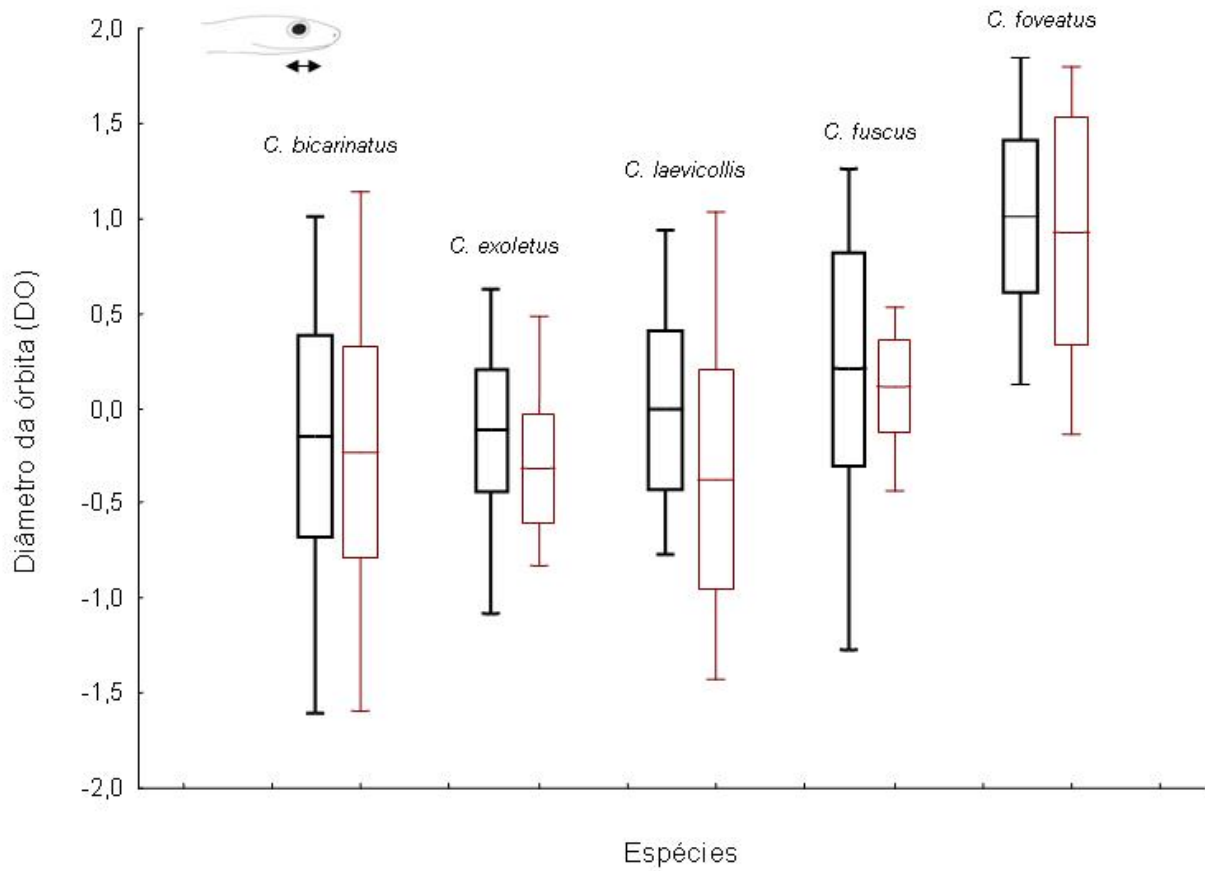 C. foveatus
2,0
C. fuscus
1,5
C. bicarinatus
C. laevicollis
1,0
C. exoletus
0,5
0,0
-0,5
-1,0
-1,5
-2,0
Diâmetro da órbita (DO)
Espécies